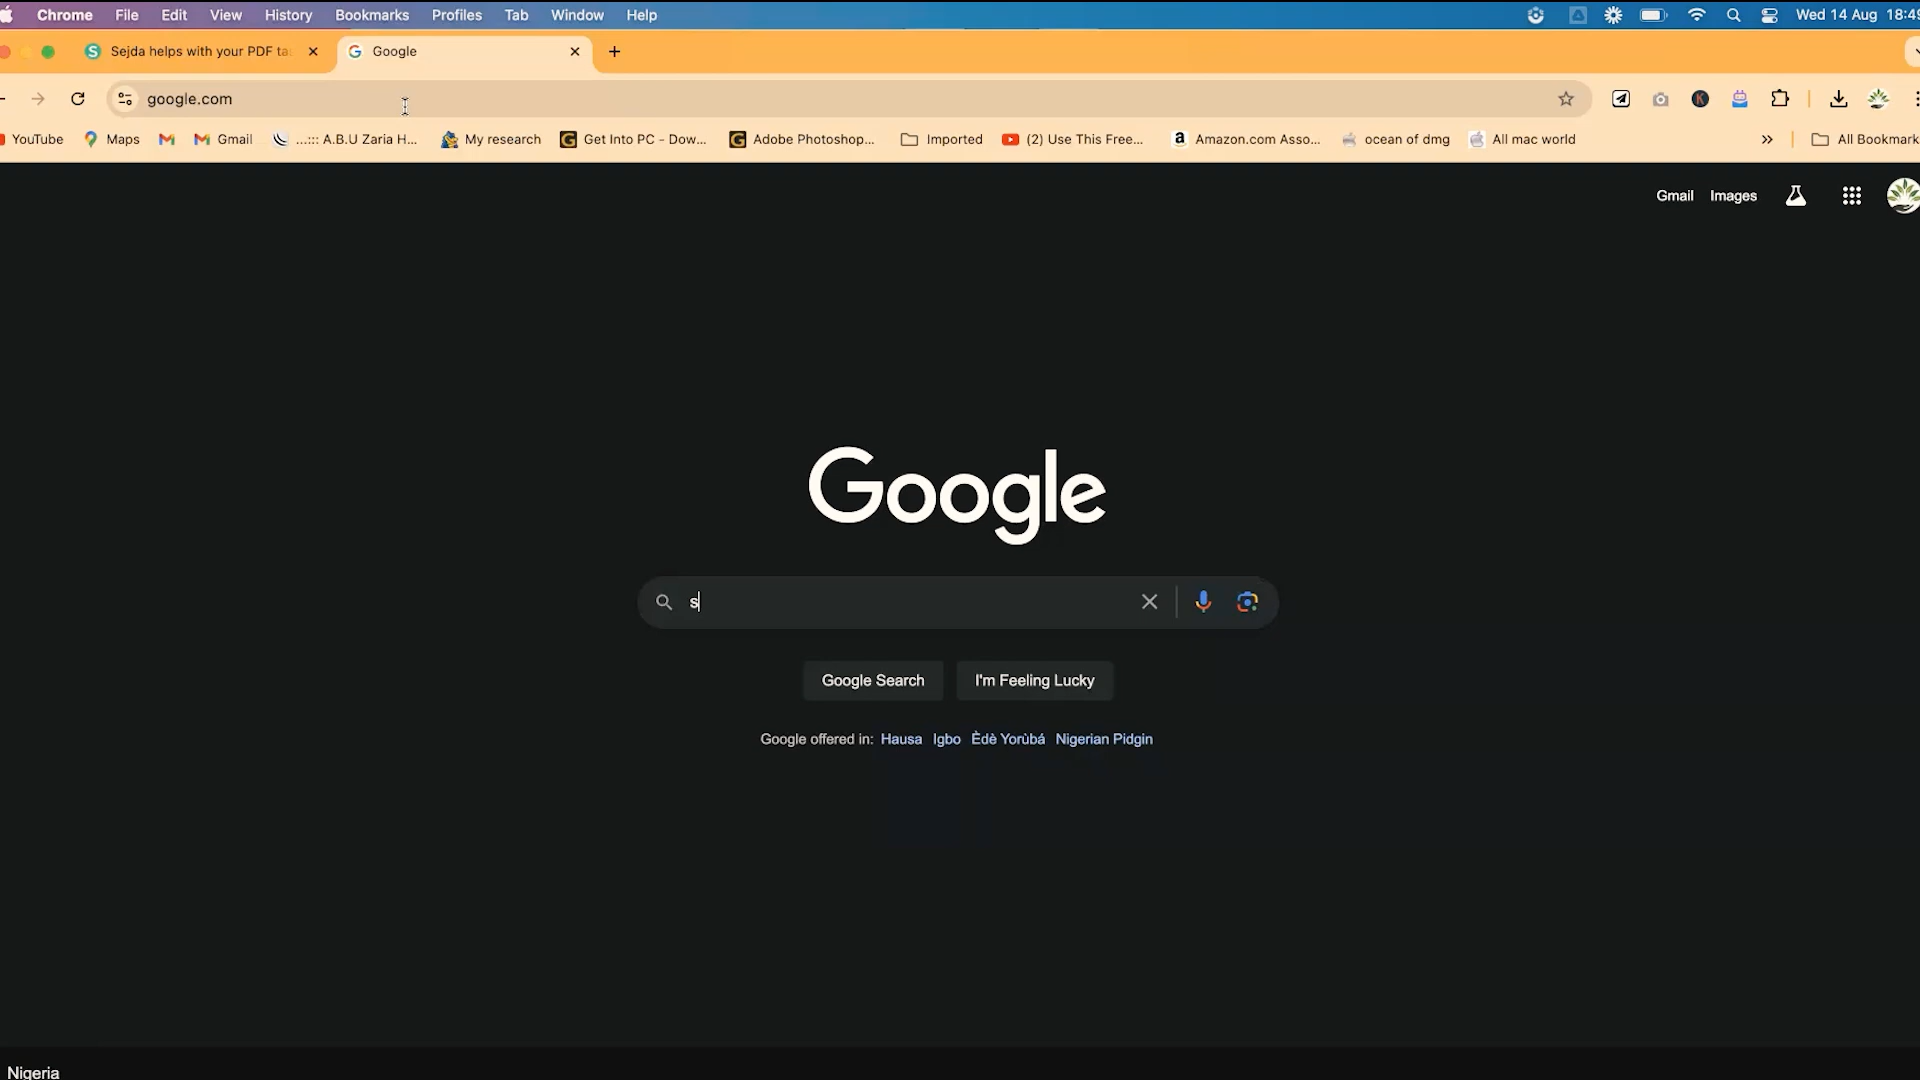 Chrome File Edit View History Bookmarks Profiles Tab Window Help Wed 14 Aug 18:49
Sejda helps with your PDF ta Google
google.com
YouTube Maps Gmail ...::: A.B.U Zaria H... My research Get Into PC - Dow... Adobe Photoshop... Imported (2) Use This Free... Amazon.com Asso... ocean of dmg All mac world All Bookmark
Gmail Images
Google
s
Google Search I'm Feeling Lucky
Google offered in: Hausa Igbo Èdè Yorùbá Nigerian Pidgin
Nigeria